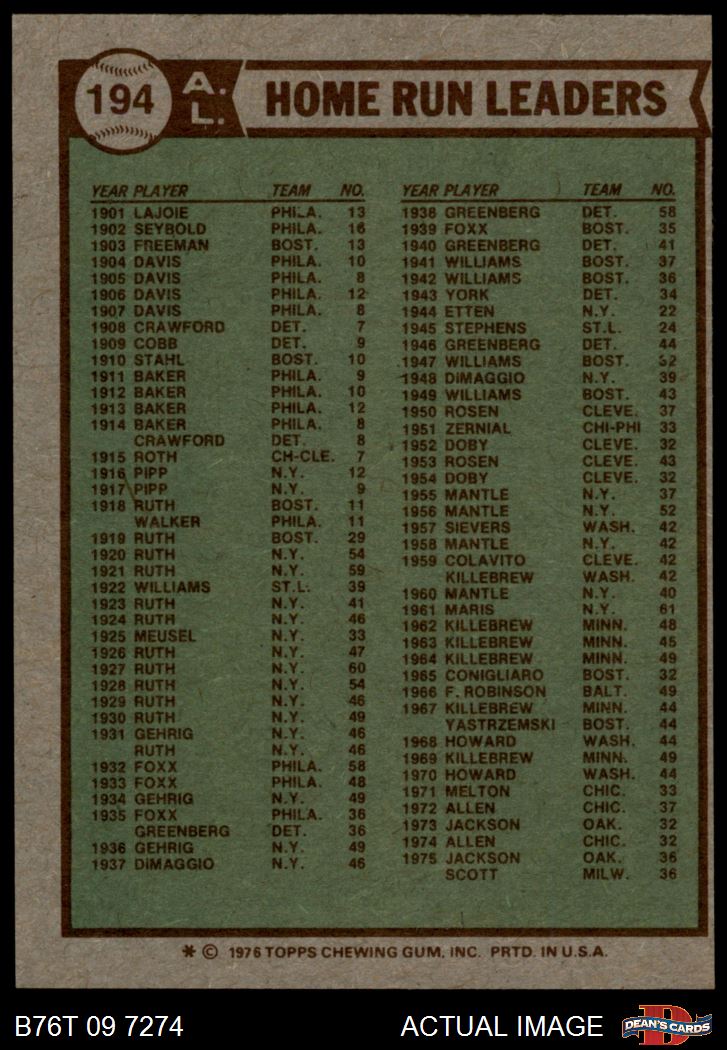 194 A.L. HOME RUN LEADERS
YEAR PLAYER TEAM NO.
1901 LAJOIE PHILA. 13
1902 SEYBOLD PHILA. 16
1903 FREEMAN BOST. 13
1904 DAVIS PHILA. 10
1905 DAVIS PHILA. 8
1906 DAVIS PHILA. 12
1907 DAVIS PHILA. 8
1908 CRAWFORD DET. 7
1909 COBB DET. 9
1910 STAHL BOST. 10
1911 BAKER PHILA. 9
1912 BAKER PHILA. 10
1913 BAKER PHILA. 12
1914 BAKER PHILA. 8
CRAWFORD DET. 8
1915 ROTH CH-CLE. 7
1916 PIPP N.Y. 12
1917 PIPP N.Y. 9
1918 RUTH BOST. 11
WALKER PHILA. 11
1919 RUTH BOST. 29
1920 RUTH N.Y. 54
1921 RUTH N.Y. 59
1922 WILLIAMS ST.L. 39
1923 RUTH N.Y. 41
1924 RUTH N.Y. 46
1925 MEUSEL N.Y. 33
1926 RUTH N.Y. 47
1927 RUTH N.Y. 60
1928 RUTH N.Y. 54
1929 RUTH N.Y. 46
1930 RUTH N.Y. 49
1931 GEHRIG N.Y. 46
RUTH N.Y. 46
1932 FOXX PHILA. 58
1933 FOXX PHILA. 48
1934 GEHRIG N.Y. 49
1935 FOXX PHILA. 36
GREENBERG DET. 36
1936 GEHRIG N.Y. 49
1937 DiMAGGIO N.Y. 46
YEAR PLAYER TEAM NO.
1938 GREENBERG DET. 58
1939 FOXX BOST. 35
1940 GREENBERG DET. 41
1941 WILLIAMS BOST. 37
1942 WILLIAMS BOST. 36
1943 YORK DET. 34
1944 ETTEN N.Y. 22
1945 STEPHENS ST.L. 24
1946 GREENBERG DET. 44
1947 WILLIAMS BOST. 32
1948 DiMAGGIO N.Y. 39
1949 WILLIAMS BOST. 43
1950 ROSEN CLEVE. 37
1951 ZERNIAL CHI-PHI 33
1952 DOBY CLEVE. 32
1953 ROSEN CLEVE. 43
1954 DOBY CLEVE. 32
1955 MANTLE N.Y. 37
1956 MANTLE N.Y. 52
1957 SIEVERS WASH. 42
1958 MANTLE N.Y. 42
1959 COLAVITO CLEVE. 42
KILLEBREW WASH. 42
1960 MANTLE N.Y. 40
1961 MARIS N.Y. 61
1962 KILLEBREW MINN. 48
1963 KILLEBREW MINN. 45
1964 KILLEBREW MINN. 49
1965 CONIGLIARO BOST. 32
1966 F. ROBINSON BALT. 49
1967 KILLEBREW MINN. 44
YASTRZEMSKI BOST. 44
1968 HOWARD WASH. 44
1969 KILLEBREW MINN. 49
1970 HOWARD WASH. 44
1971 MELTON CHIC. 33
1972 ALLEN CHIC. 37
1973 JACKSON OAK. 32
1974 ALLEN CHIC. 32
1975 JACKSON OAK. 36
SCOTT MILW. 36
* © 1976 TOPPS CHEWING GUM, INC. PRTD. IN U.S.A.
B76T 09 7274 ACTUAL IMAGE D DEAN'S CARDS